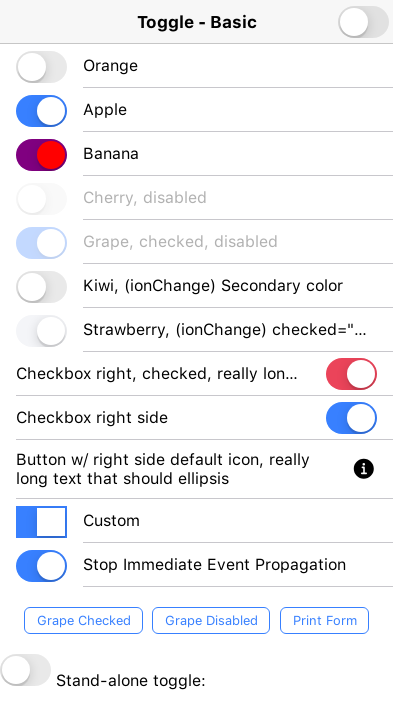 Toggle - Basic
Orange
Apple
Banana
Cherry, disabled
Grape, checked, disabled
Kiwi, (ionChange) Secondary color
Strawberry, (ionChange) checked="...
Checkbox right, checked, really lon...
Checkbox right side
Button w/ right side default icon, really
long text that should ellipsis
Custom
Stop Immediate Event Propagation
Grape Checked Grape Disabled Print Form
Stand-alone toggle: